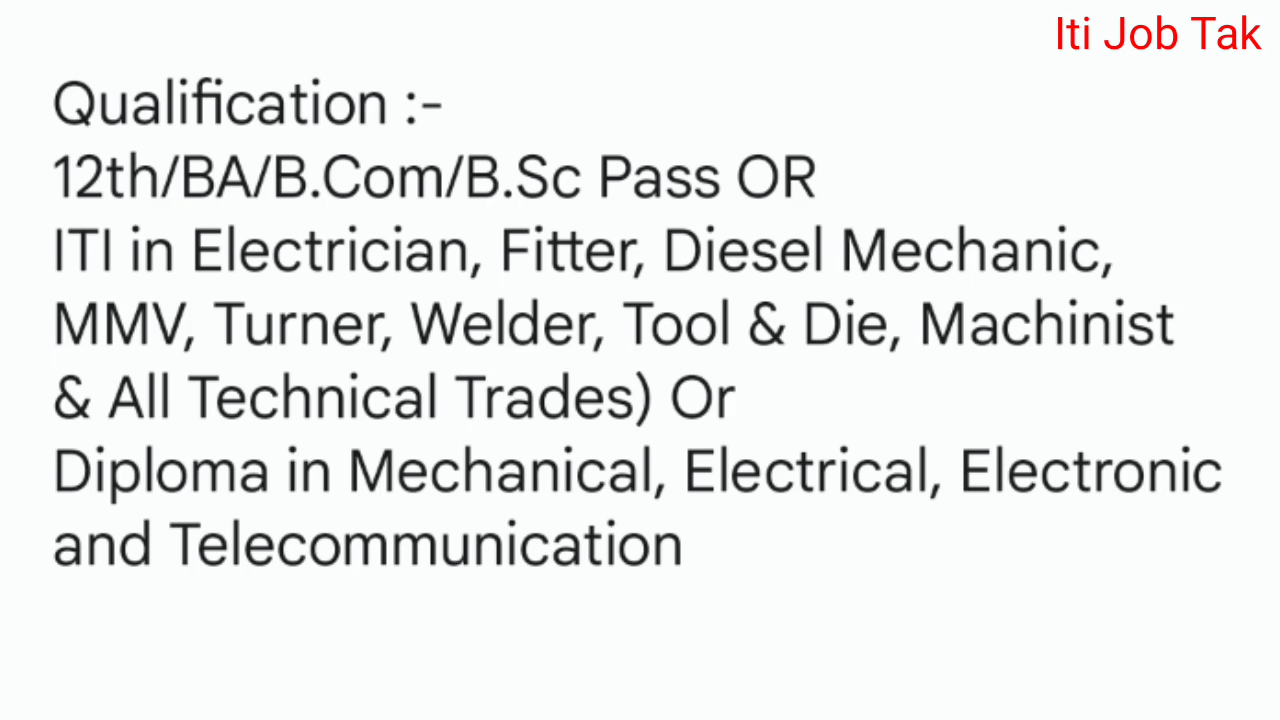 Iti Job Tak
Qualification :-
12th/BA/B.Com/B.Sc Pass OR
ITI in Electrician, Fitter, Diesel Mechanic,
MMV, Turner, Welder, Tool & Die, Machinist
& All Technical Trades) Or
Diploma in Mechanical, Electrical, Electronic
and Telecommunication